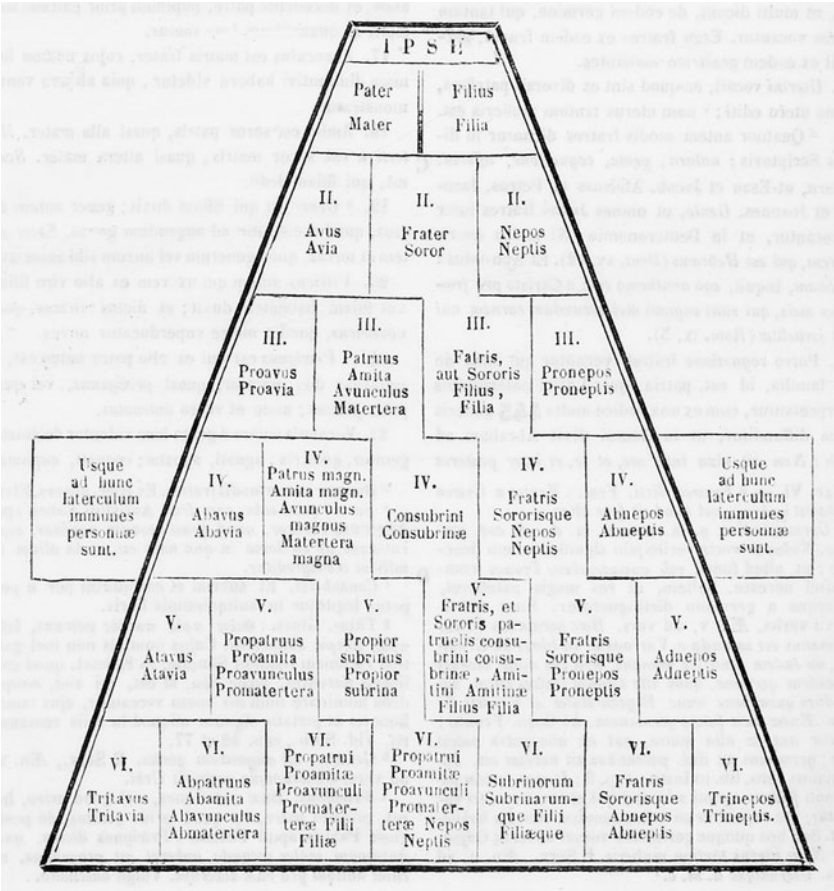 IPSE
Pater
Mater
Filius
Filia
II.
Avus
Avia
II.
Frater
Soror
II.
Nepos
Neptis
III.
Proavus
Proavia
III.
Patruus
Amita
Avunculus
Matertera
III.
Fatris,
aut Sororis
Filius,
Filia
III.
Pronepos
Proneptis
Usque
ad hunc
laterculum
immunes
personnæ
sunt.
IV.
Abavus
Abavia
IV.
Patrus magn.
Amita magn.
Avunculus
magnus
Matertera
magna
IV.
Consubrini
Consubrinæ
IV.
Fratris
Sororisque
Nepos
Neptis
IV.
Abnepos
Abneptis
Usque
ad hunc
laterculum
immunes
personnæ
sunt.
V.
Atavus
Atavia
V.
Propatruus
Proamita
Proavunculus
Promatertera
V.
Propior
subrinus
Propior
subrina
V.
Fratris, et
Sororis pa-
truelis consu-
brini consu-
brinæ - Ami-
tini Amitinæ
Filius Filia
V.
Fratris
Sororisque
Pronepos
Proneptis
V.
Adnepos
Adneptis
VI.
Tritavus
Tritavia
VI.
Abpatruus
Abamita
Abavunculus
Abmatertera
VI.
Propatrui
Proamitæ
Proavunculi
Promater-
teræ Filii
Filiæ
VI.
Propatrui
Proamitæ
Proavunculi
Promater-
teræ Nepos
Neptis
VI.
Subrinorum
Subrinarum-
que Filii
Filiæque
VI.
Fratris
Sororisque
Abnepos
Abneptis
VI.
Trinepos
Trineptis.